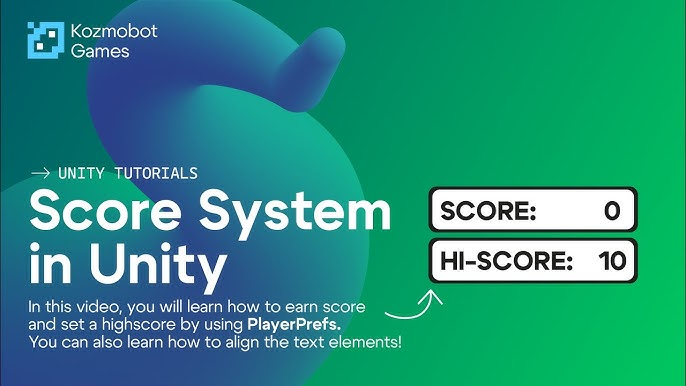 Kozmobot
Games
→ UNITY TUTORIALS
Score System
in Unity
In this video, you will learn how to earn score
and set a highscore by using PlayerPrefs.
You can also learn how to align the text elements!
SCORE: 0
HI-SCORE: 10